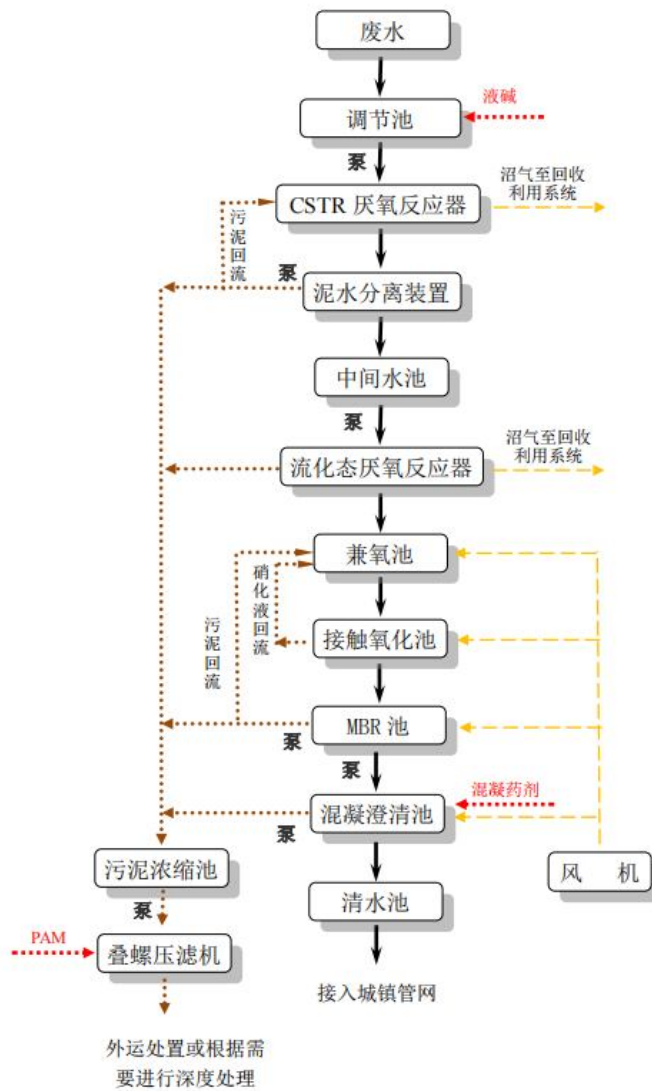 废水
液碱
调节池
泵
沼气至回收
利用系统
CSTR 厌氧反应器
污泥回流
泵
泥水分离装置
中间水池
泵
沼气至回收
利用系统
流化态厌氧反应器
兼氧池
硝化液回流
污泥回流
接触氧化池
MBR 池
泵
泵
混凝药剂
混凝澄清池
泵
污泥浓缩池
风 机
泵
清水池
PAM
叠螺压滤机
接入城镇管网
外运处置或根据需
要进行深度处理